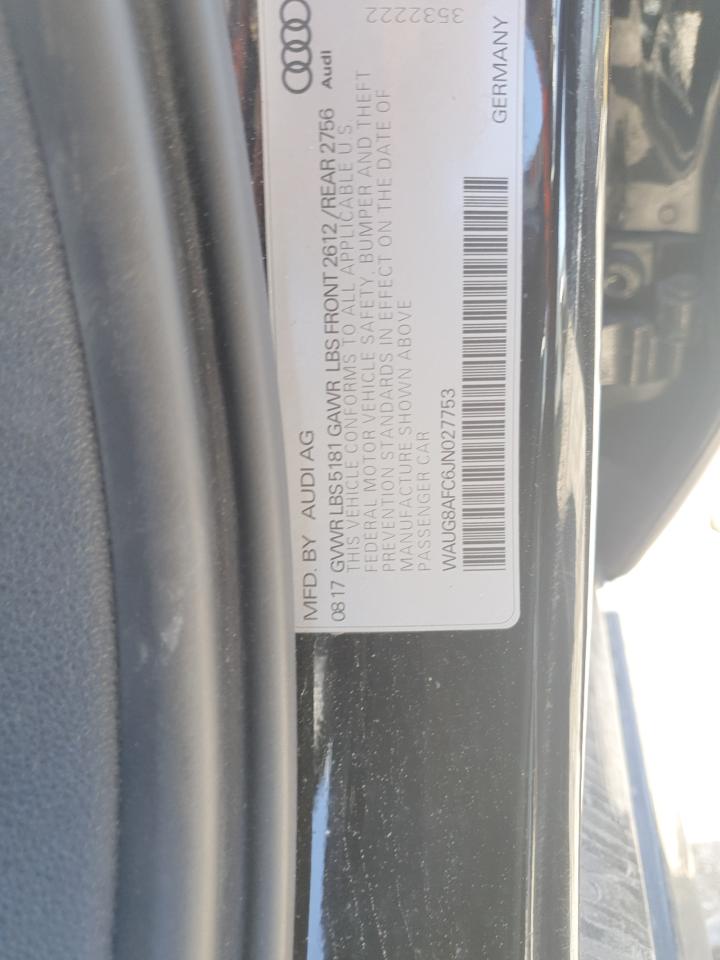 MFD. BY AUDI AG
Audi
0817 GVWR LBS 5181 GAWR LBS FRONT 2612 / REAR 2756
THIS VEHICLE CONFORMS TO ALL APPLICABLE U S
FEDERAL MOTOR VEHICLE SAFETY, BUMPER AND THEFT
PREVENTION STANDARDS IN EFFECT ON THE DATE OF
MANUFACTURE SHOWN ABOVE
PASSENGER CAR
WAUG8AFC6JN027753
GERMANY
3532222